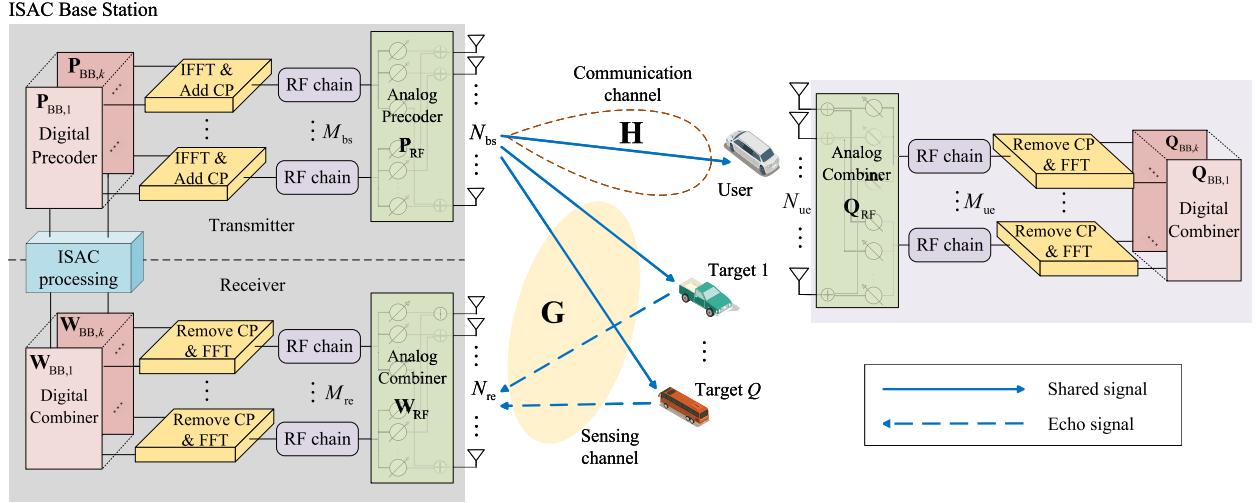 ISAC Base Station
P_BB,k
P_BB,1
Digital
Precoder
IFFT &
Add CP
RF chain
M_bs
IFFT &
Add CP
RF chain
Analog
Precoder
P_RF
N_bs
Transmitter
ISAC
processing
Receiver
W_BB,k
W_BB,1
Digital
Combiner
Remove CP
& FFT
RF chain
M_re
Remove CP
& FFT
RF chain
Analog
Combiner
W_RF
N_re
Communication
channel
H
User
G
Target 1
Target Q
Sensing
channel
N_ue
Analog
Combiner
Q_RF
RF chain
M_ue
RF chain
Remove CP
& FFT
Remove CP
& FFT
Q_BB,k
Q_BB,1
Digital
Combiner
Shared signal
Echo signal